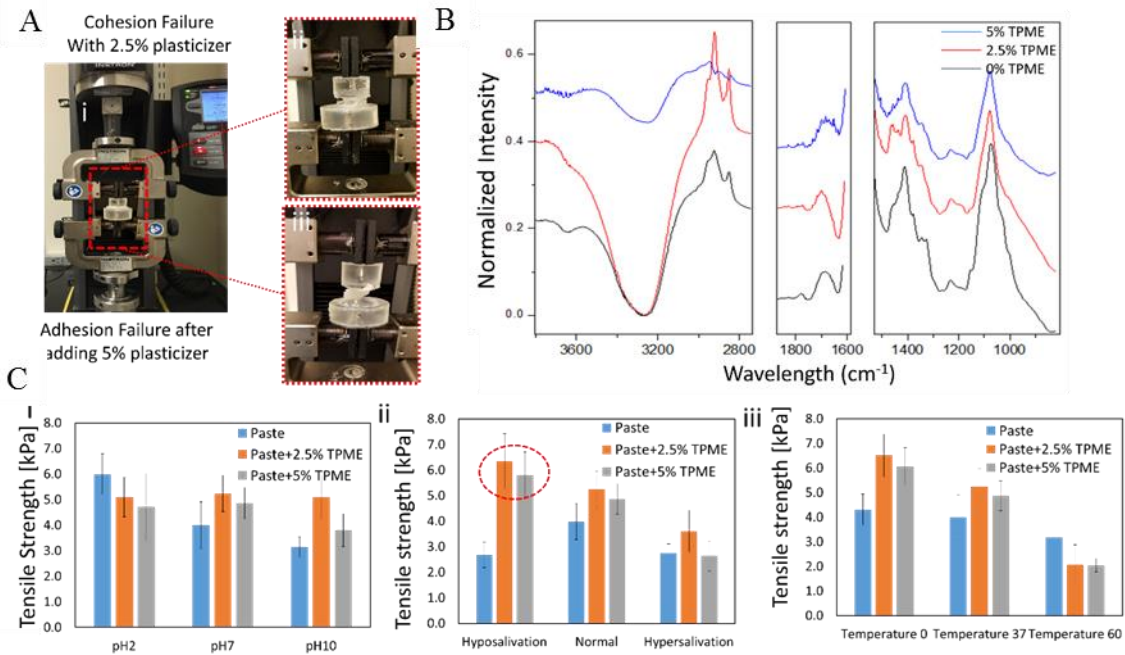 A
Cohesion Failure
With 2.5% plasticizer
i
ii
iii
Adhesion Failure after
adding 5% plasticizer
B
Normalized Intensity
0.6
0.4
0.2
0.0
5% TPME
2.5% TPME
0% TPME
3600 3200 2800 1800 1700 1600 1400 1200 1000
Wavelength (cm-1)
C
i
Tensile Strength [kPa]
8.0
7.0
6.0
5.0
4.0
3.0
2.0
1.0
0.0
Paste
Paste+2.5% TPME
Paste+5% TPME
pH2 pH7 pH10
ii
Tensile strength [kPa]
8.0
7.0
6.0
5.0
4.0
3.0
2.0
1.0
0.0
Paste
Paste+2.5% TPME
Paste+5% TPME
Hyposalivation Normal Hypersalivation
iii
Tensile strength [kPa]
8.0
7.0
6.0
5.0
4.0
3.0
2.0
1.0
0.0
Paste
Paste+2.5% TPME
Paste+5% TPME
Temperature 0 Temperature 37 Temperature 60